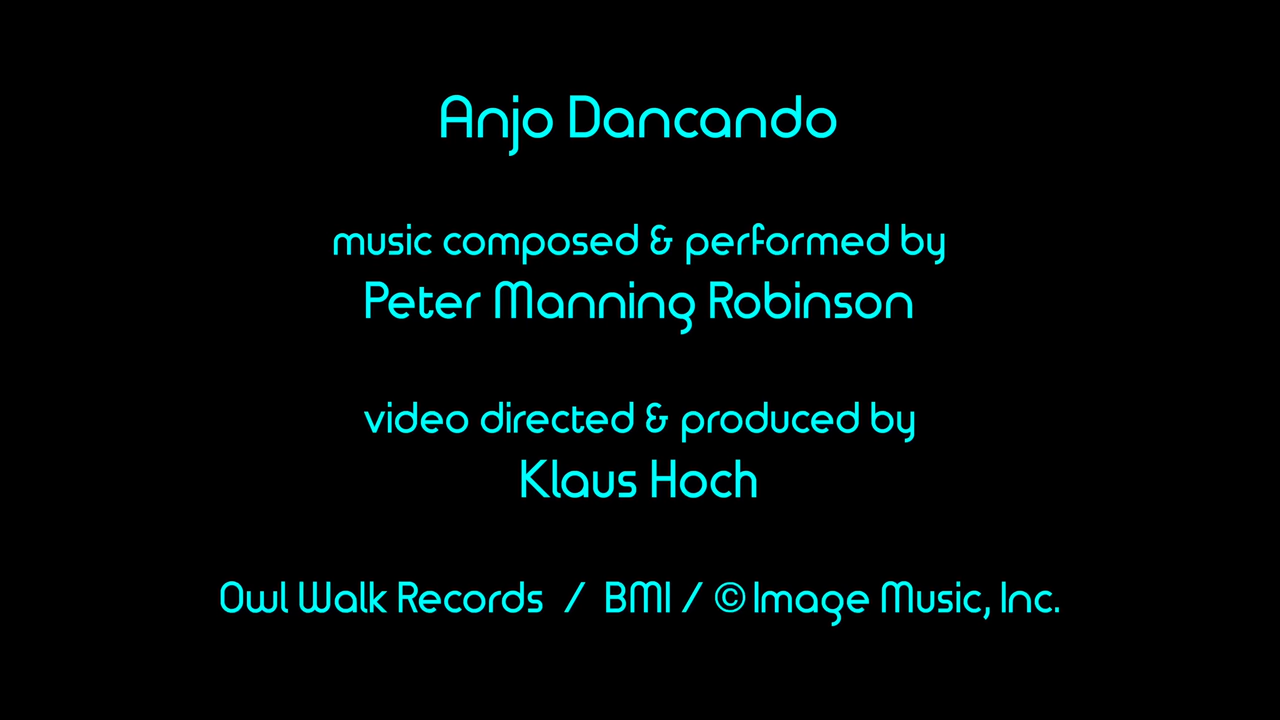 Anjo Dancando
music composed & performed by
Peter Manning Robinson
video directed & produced by
Klaus Hoch
Owl Walk Records / BMI / © Image Music, Inc.